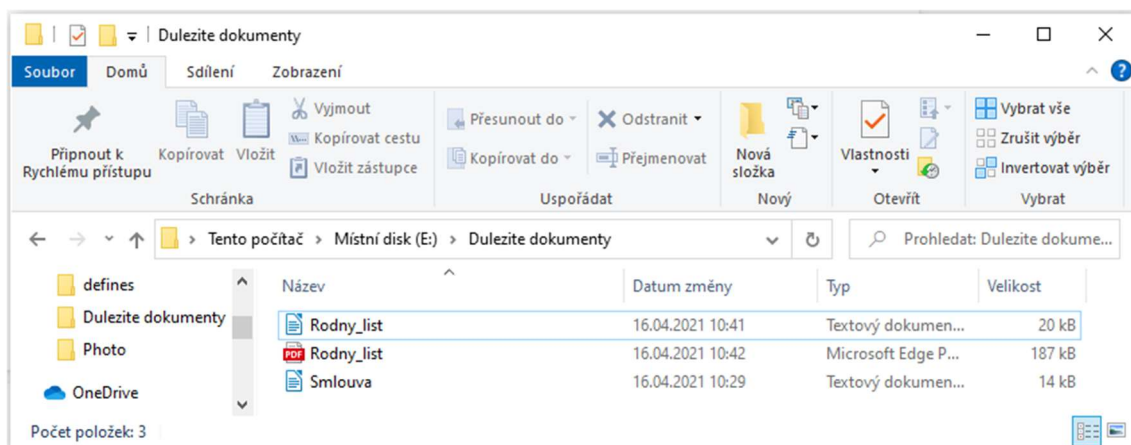 Dulezite dokumenty
Soubor Domů Sdílení Zobrazení
Připnout k Rychlému přístupu
Kopírovat
Vložit
Vyjmout
Kopírovat cestu
Vložit zástupce
Schránka
Přesunout do
Kopírovat do
Odstranit
Přejmenovat
Uspořádat
Nová složka
Nový
Vlastnosti
Otevřít
Vybrat vše
Zrušit výběr
Invertovat výběr
Vybrat
Tento počítač > Místní disk (E:) > Dulezite dokumenty
Prohledat: Dulezite dokume...
defines
Dulezite dokumenty
Photo
OneDrive
Název Datum změny Typ Velikost
Rodny_list 16.04.2021 10:41 Textový dokumen... 20 kB
PDF Rodny_list 16.04.2021 10:42 Microsoft Edge P... 187 kB
Smlouva 16.04.2021 10:29 Textový dokumen... 14 kB
Počet položek: 3